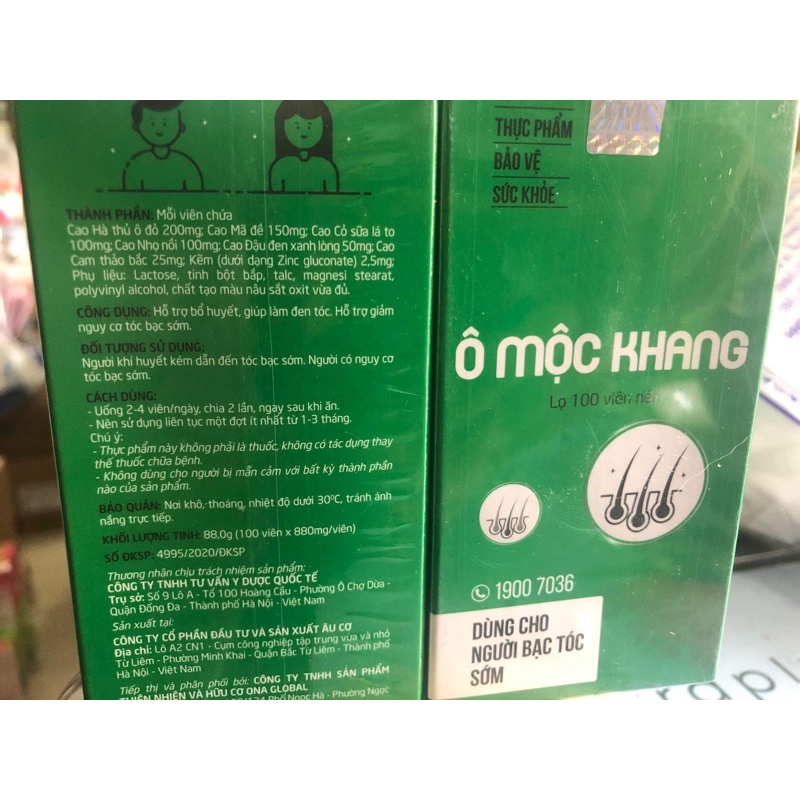 THÀNH PHẦN: Mỗi viên chứa
Cao Hà thủ ô đỏ 200mg; Cao Mã đề 150mg; Cao Cỏ sữa lá to
100mg; Cao Nhọ nồi 100mg; Cao Đậu đen xanh lòng 50mg; Cao
Cam thảo bắc 25mg; Kẽm (dưới dạng Zinc gluconate) 2,5mg;
Phụ liệu: Lactose, tinh bột bắp, talc, magnesi stearat,
polyvinyl alcohol, chất tạo màu nâu sắt oxit vừa đủ.
CÔNG DỤNG: Hỗ trợ bổ huyết, giúp làm đen tóc. Hỗ trợ giảm
nguy cơ tóc bạc sớm.
ĐỐI TƯỢNG SỬ DỤNG:
Người khí huyết kém dẫn đến tóc bạc sớm. Người có nguy cơ
tóc bạc sớm.
CÁCH DÙNG:
- Uống 2-4 viên/ngày, chia 2 lần, ngay sau khi ăn.
- Nên sử dụng liên tục một đợt ít nhất từ 1-3 tháng.
Chú ý:
- Thực phẩm này không phải là thuốc, không có tác dụng thay
thế thuốc chữa bệnh.
- Không dùng cho người bị mẫn cảm với bất kỳ thành phần
nào của sản phẩm.
BẢO QUẢN: Nơi khô, thoáng, nhiệt độ dưới 30°C, tránh ánh
nắng trực tiếp.
KHỐI LƯỢNG TỊNH: 88,0g (100 viên x 880mg/viên)
SỐ ĐKSP: 4995/2020/ĐKSP
Thương nhân chịu trách nhiệm sản phẩm:
CÔNG TY TNHH TƯ VẤN Y DƯỢC QUỐC TẾ
Trụ sở: Số 9 Lô A - Tổ 100 Hoàng Cầu - Phường Ô Chợ Dừa -
Quận Đống Đa - Thành phố Hà Nội - Việt Nam
Sản xuất tại:
CÔNG TY CỔ PHẦN ĐẦU TƯ VÀ SẢN XUẤT ÂU CƠ
Địa chỉ: Lô A2 CN1 - Cụm công nghiệp tập trung vừa và nhỏ
Từ Liêm - Phường Minh Khai - Quận Bắc Từ Liêm - Thành phố
Hà Nội - Việt Nam
Tiếp thị và phân phối bởi: CÔNG TY TNHH SẢN PHẨM
THIÊN NHIÊN VÀ HỮU CƠ ONA GLOBAL
Phố Ngọc Hà - Phường Ngọc
THỰC PHẨM
BẢO VỆ
SỨC KHỎE
Ô MỘC KHANG
Lọ 100 viên nén
1900 7036
DÙNG CHO
NGƯỜI BẠC TÓC
SỚM